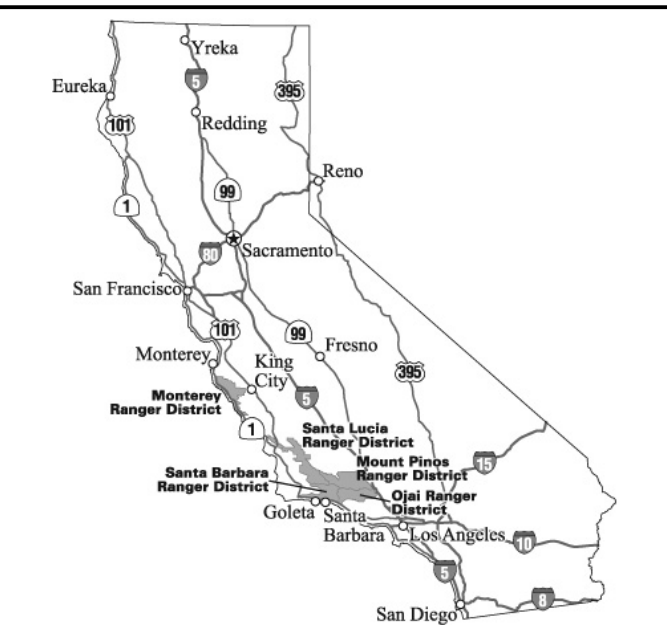 Yreka
5
Eureka
395
101
Redding
Reno
99
1
80
Sacramento
San Francisco
101
99
Fresno
Monterey
King
City
395
Monterey
Ranger District
5
1
Santa Lucia
Ranger District
15
Mount Pinos
Ranger District
Santa Barbara
Ranger District
Ojai Ranger
District
Goleta
Santa
Barbara
Los Angeles
10
5
8
San Diego